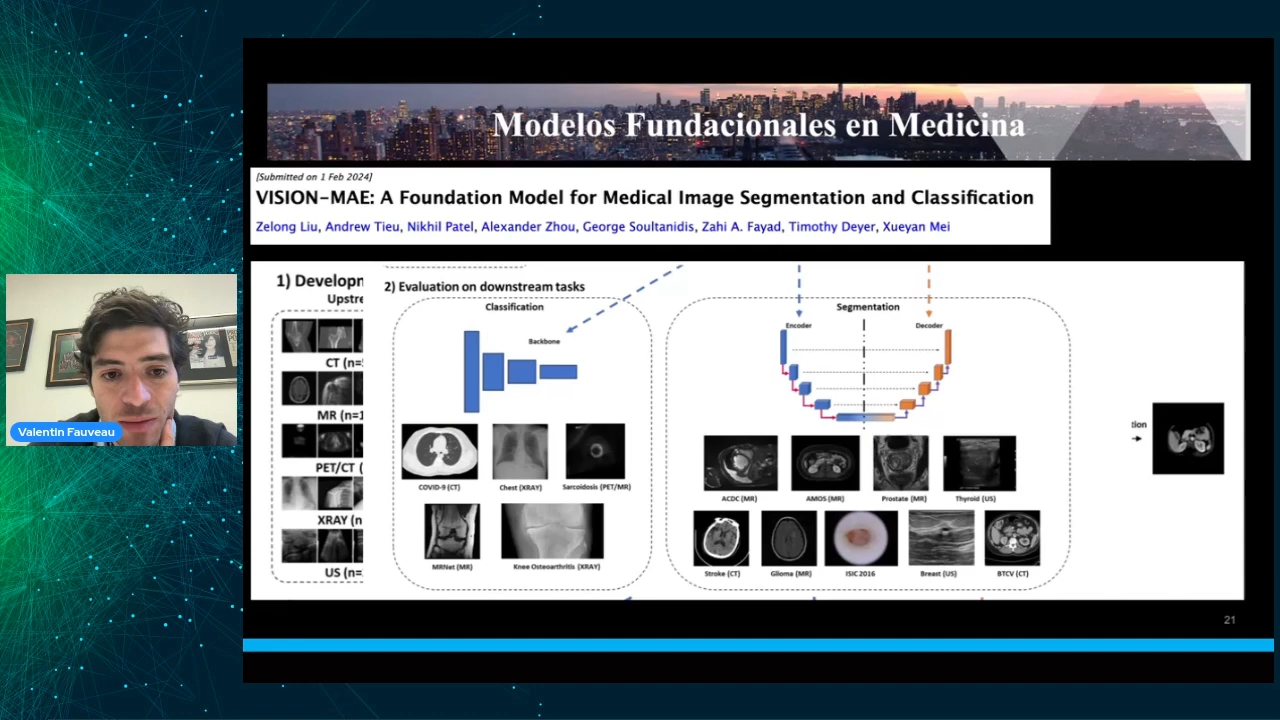 Modelos Fundacionales en Medicina
[Submitted on 1 Feb 2024]
VISION-MAE: A Foundation Model for Medical Image Segmentation and Classification
Zelong Liu, Andrew Tieu, Nikhil Patel, Alexander Zhou, George Soultanidis, Zahi A. Fayad, Timothy Deyer, Xueyan Mei
1) Developm
Upstre
CT (n=
MR (n=1
PET/CT (
XRAY (n
US (n=
2) Evaluation on downstream tasks
Classification
Backbone
COVID-9 (CT)
Chest (XRAY)
Sarcoidosis (PET/MR)
MRNet (MR)
Knee Osteoarthritis (XRAY)
Segmentation
Encoder
Decoder
ACDC (MR)
AMOS (MR)
Prostate (MR)
Thyroid (US)
Stroke (CT)
Glioma (MR)
ISIC 2016
Breast (US)
BTCV (CT)
tion
Valentin Fauveau
21